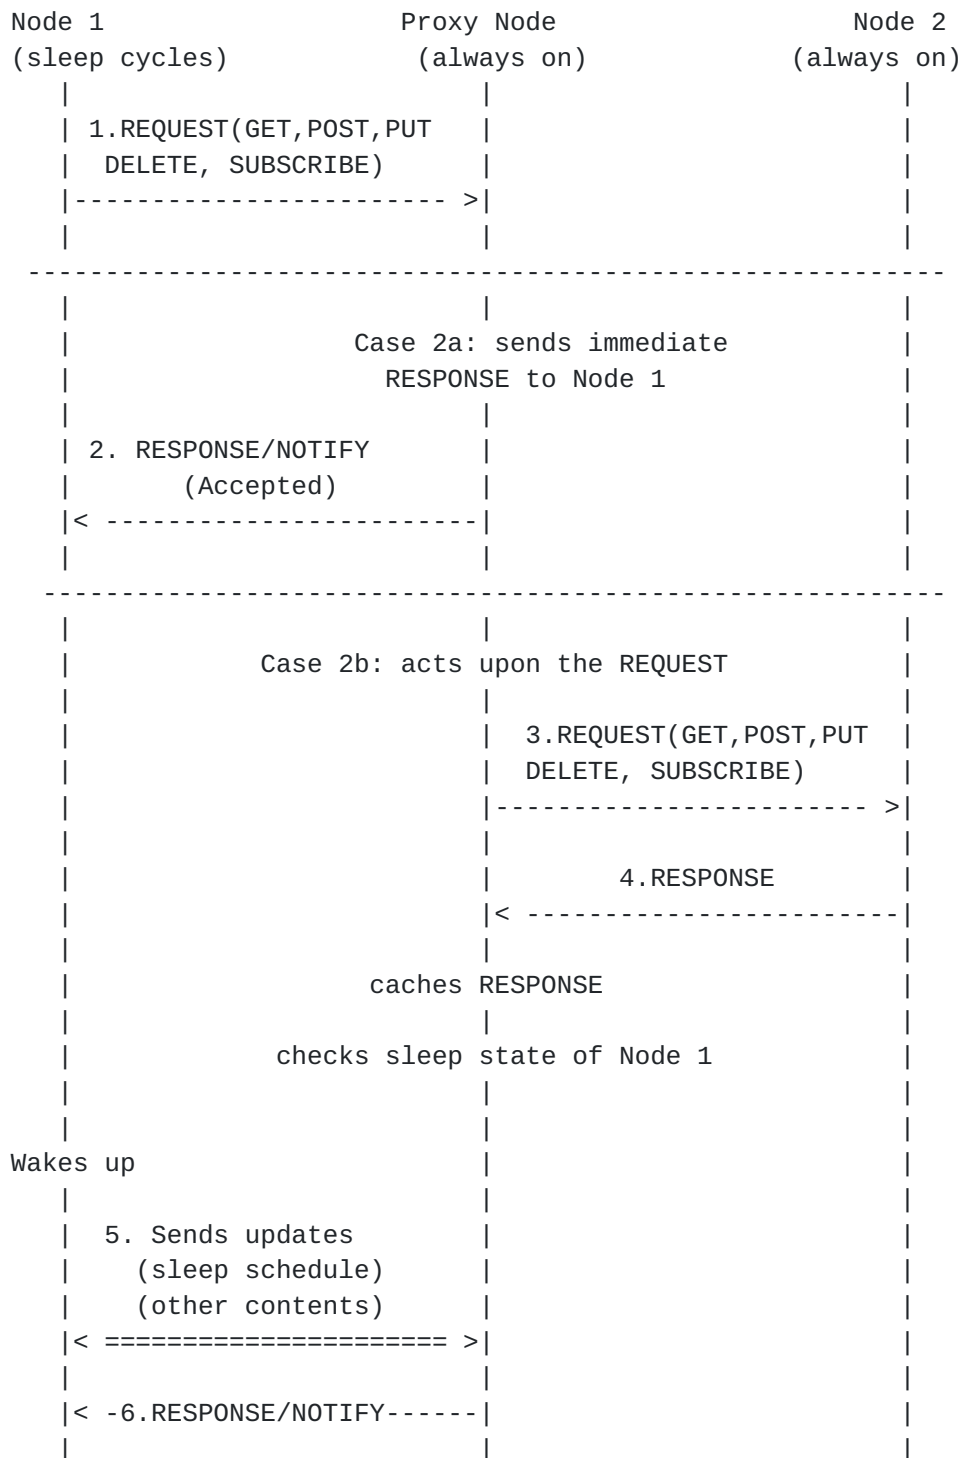 Node 1                   Proxy Node                   Node 2
(sleep cycles)            (always on)             (always on)
1.REQUEST(GET,POST,PUT
DELETE, SUBSCRIBE)
Case 2a: sends immediate
RESPONSE to Node 1
2. RESPONSE/NOTIFY
(Accepted)
Case 2b: acts upon the REQUEST
3.REQUEST(GET,POST,PUT
DELETE, SUBSCRIBE)
4.RESPONSE
caches RESPONSE
checks sleep state of Node 1
Wakes up
5. Sends updates
(sleep schedule)
(other contents)
6.RESPONSE/NOTIFY